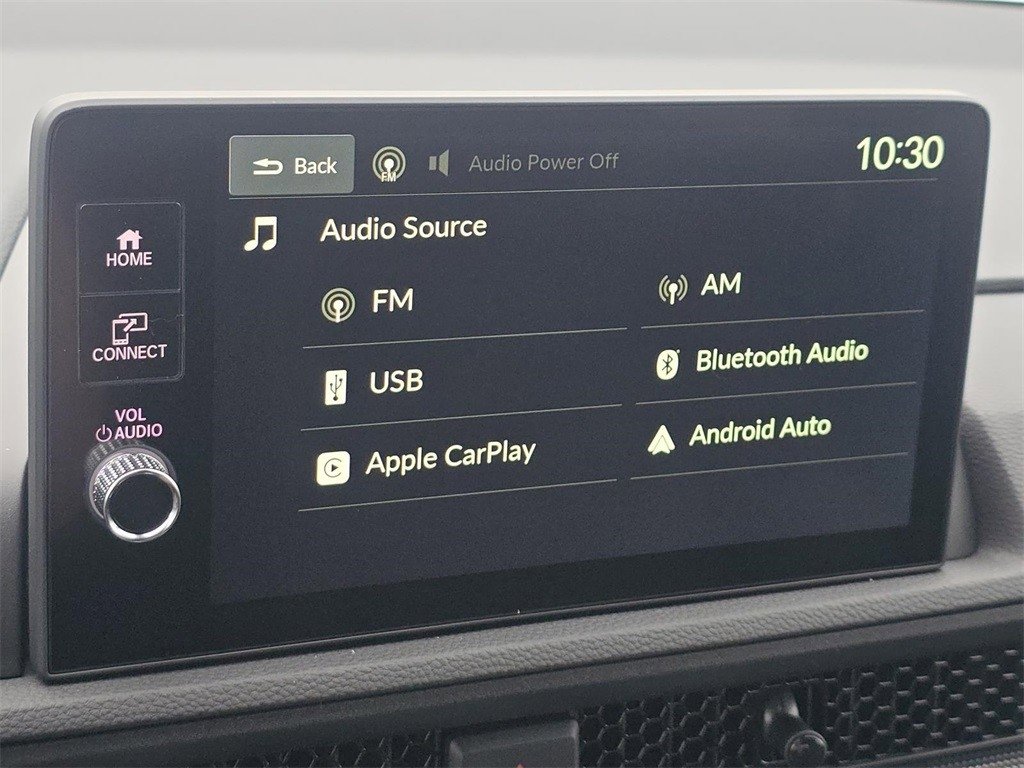 Back
FM
Audio Power Off
10:30
HOME
CONNECT
VOL
AUDIO
Audio Source
FM
AM
USB
Bluetooth Audio
Apple CarPlay
Android Auto